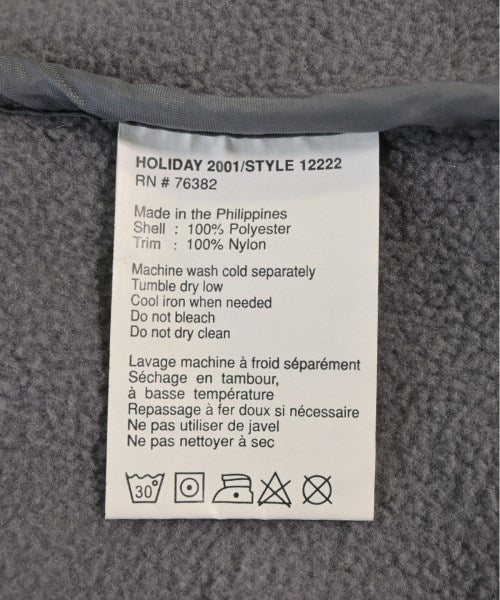 HOLIDAY 2001/STYLE 12222
RN # 76382
Made in the Philippines
Shell : 100% Polyester
Trim : 100% Nylon
Machine wash cold separately
Tumble dry low
Cool iron when needed
Do not bleach
Do not dry clean
Lavage machine à froid séparément
Séchage en tambour,
à basse température
Repassage à fer doux si nécessaire
Ne pas utiliser de javel
Ne pas nettoyer à sec
30°